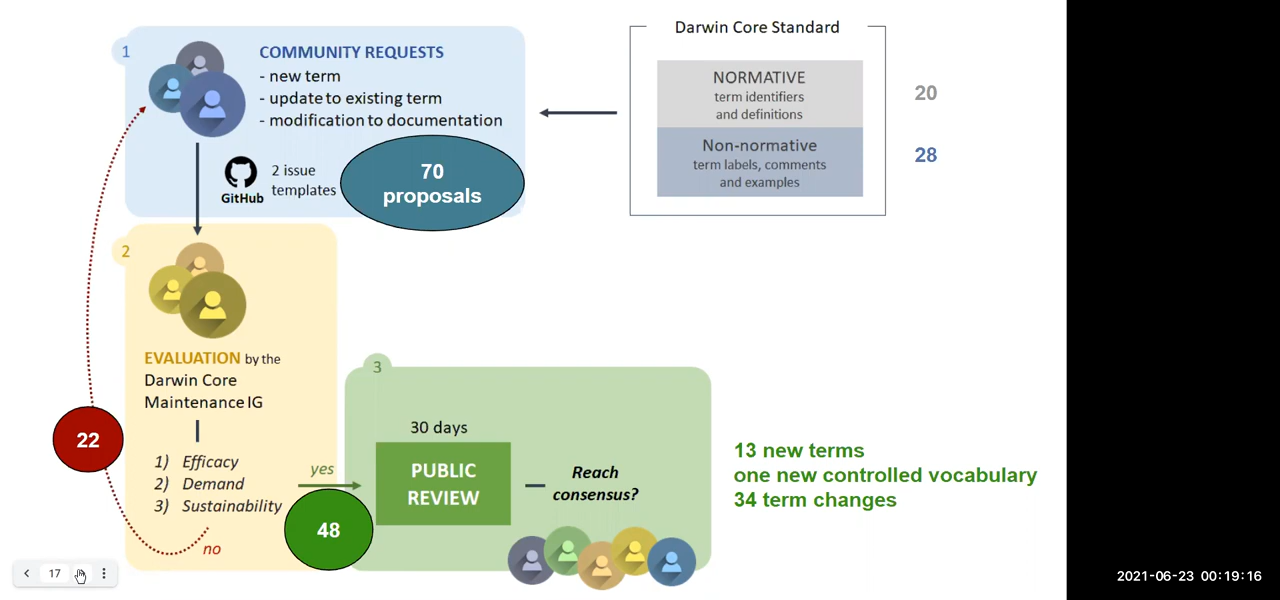 1
COMMUNITY REQUESTS
- new term
- update to existing term
- modification to documentation
GitHub
2 issue
templates
70
proposals
Darwin Core Standard
NORMATIVE
term identifiers
and definitions
20
Non-normative
term labels, comments
and examples
28
2
EVALUATION by the
Darwin Core
Maintenance IG
1) Efficacy
2) Demand
3) Sustainability
22
no
yes
48
3
30 days
PUBLIC
REVIEW
Reach
consensus?
13 new terms
one new controlled vocabulary
34 term changes
17
2021-06-23 00:19:16